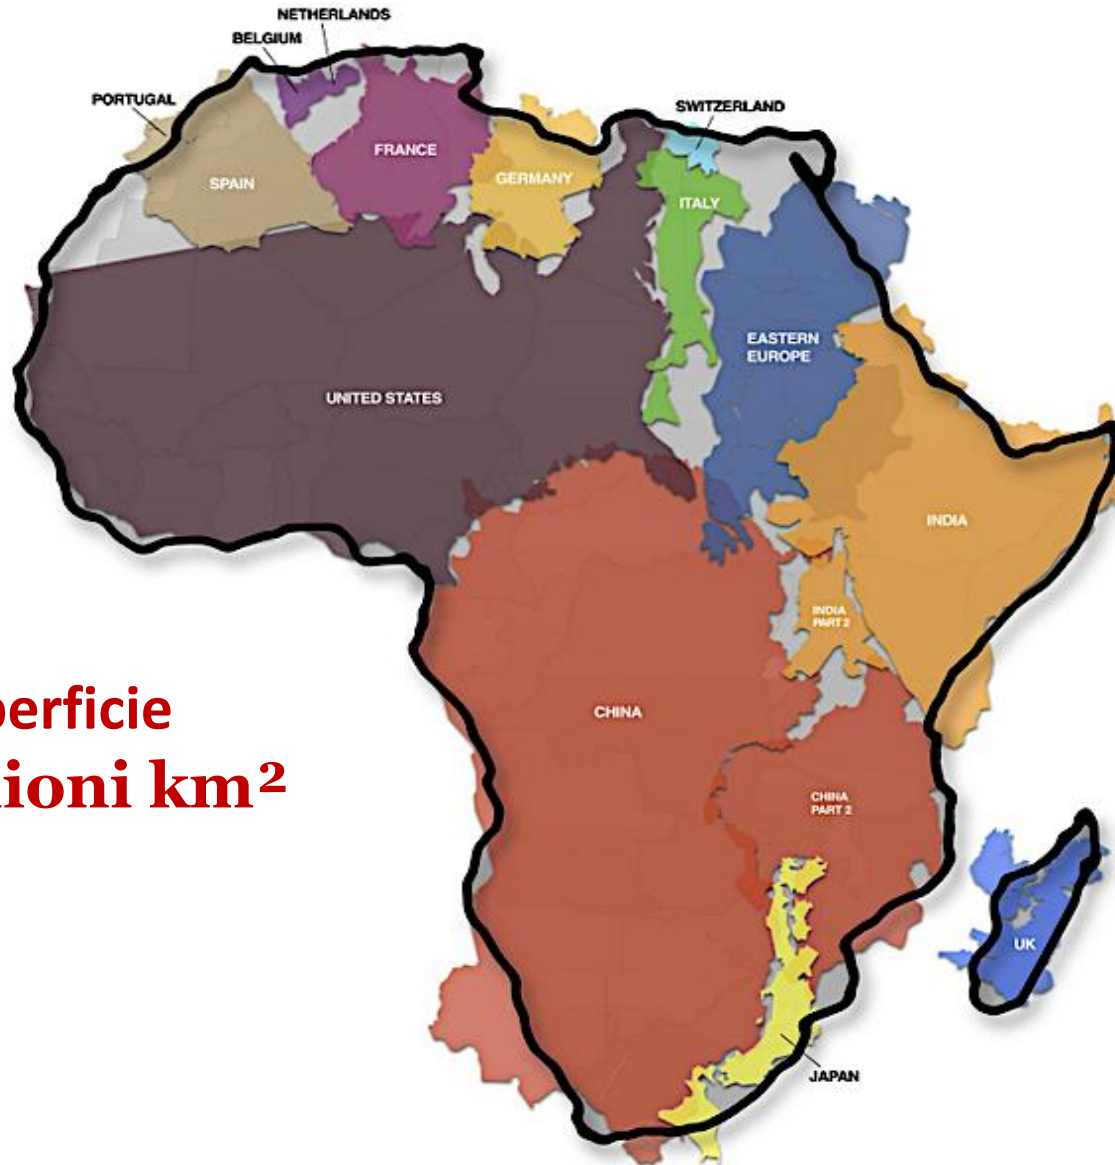 NETHERLANDS
BELGIUM
PORTUGAL
SWITZERLAND
FRANCE
SPAIN
GERMANY
ITALY
EASTERN
EUROPE
UNITED STATES
INDIA
INDIA
PART 2
CHINA
perficie
ioni km²
CHINA
PART 2
UK
JAPAN